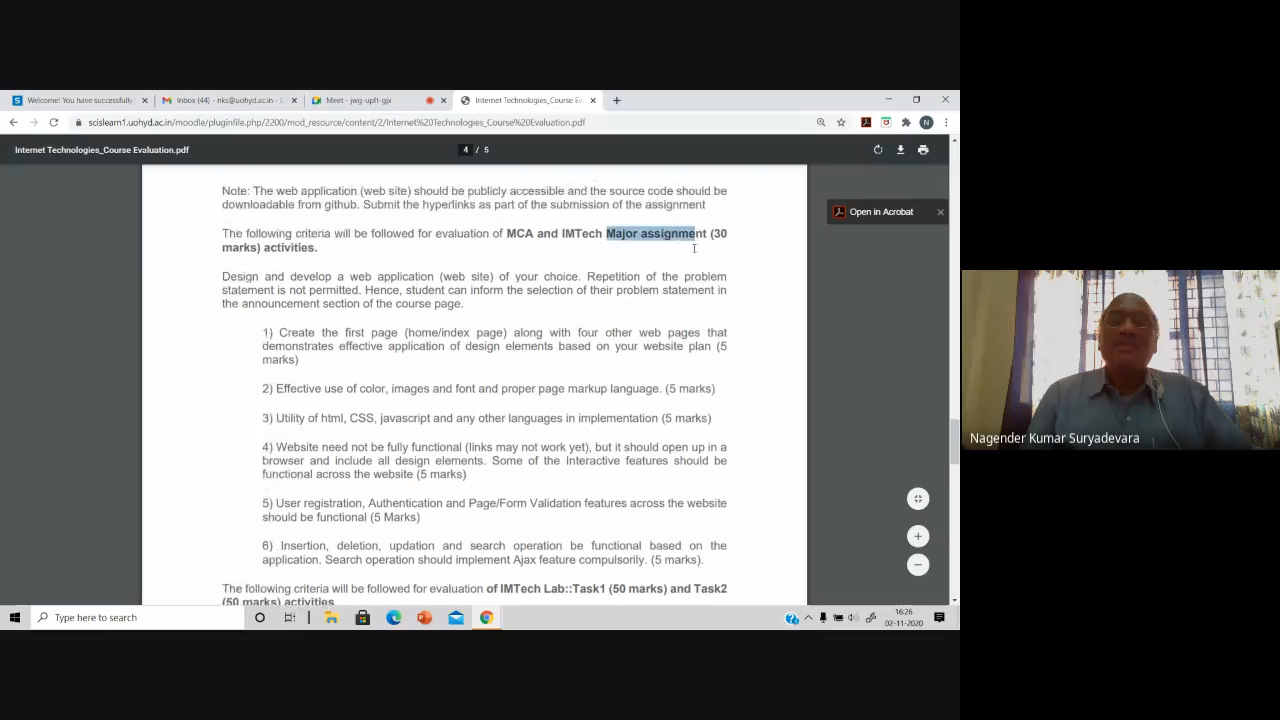 Welcome! You have successfully
Inbox (44) - nks@uohyd.ac.in -
Meet - jwg-upft-gjx
Internet Technologies_Course Ev
scislearn1.uohyd.ac.in/moodle/pluginfile.php/2200/mod_resource/content/2/Internet%20Technologies_Course%20Evaluation.pdf
Internet Technologies_Course Evaluation.pdf
4 / 5
Open in Acrobat
Note: The web application (web site) should be publicly accessible and the source code should be
downloadable from github. Submit the hyperlinks as part of the submission of the assignment
The following criteria will be followed for evaluation of MCA and IMTech Major assignment (30
marks) activities.
Design and develop a web application (web site) of your choice. Repetition of the problem
statement is not permitted. Hence, student can inform the selection of their problem statement in
the announcement section of the course page.
1) Create the first page (home/index page) along with four other web pages that
demonstrates effective application of design elements based on your website plan (5
marks)
2) Effective use of color, images and font and proper page markup language. (5 marks)
3) Utility of html, CSS, javascript and any other languages in implementation (5 marks)
4) Website need not be fully functional (links may not work yet), but it should open up in a
browser and include all design elements. Some of the Interactive features should be
functional across the website (5 marks)
5) User registration, Authentication and Page/Form Validation features across the website
should be functional (5 Marks)
6) Insertion, deletion, updation and search operation be functional based on the
application. Search operation should implement Ajax feature compulsorily. (5 marks).
The following criteria will be followed for evaluation of IMTech Lab::Task1 (50 marks) and Task2
(50 marks) activities
Nagender Kumar Suryadevara
Type here to search
16:26
02-11-2020